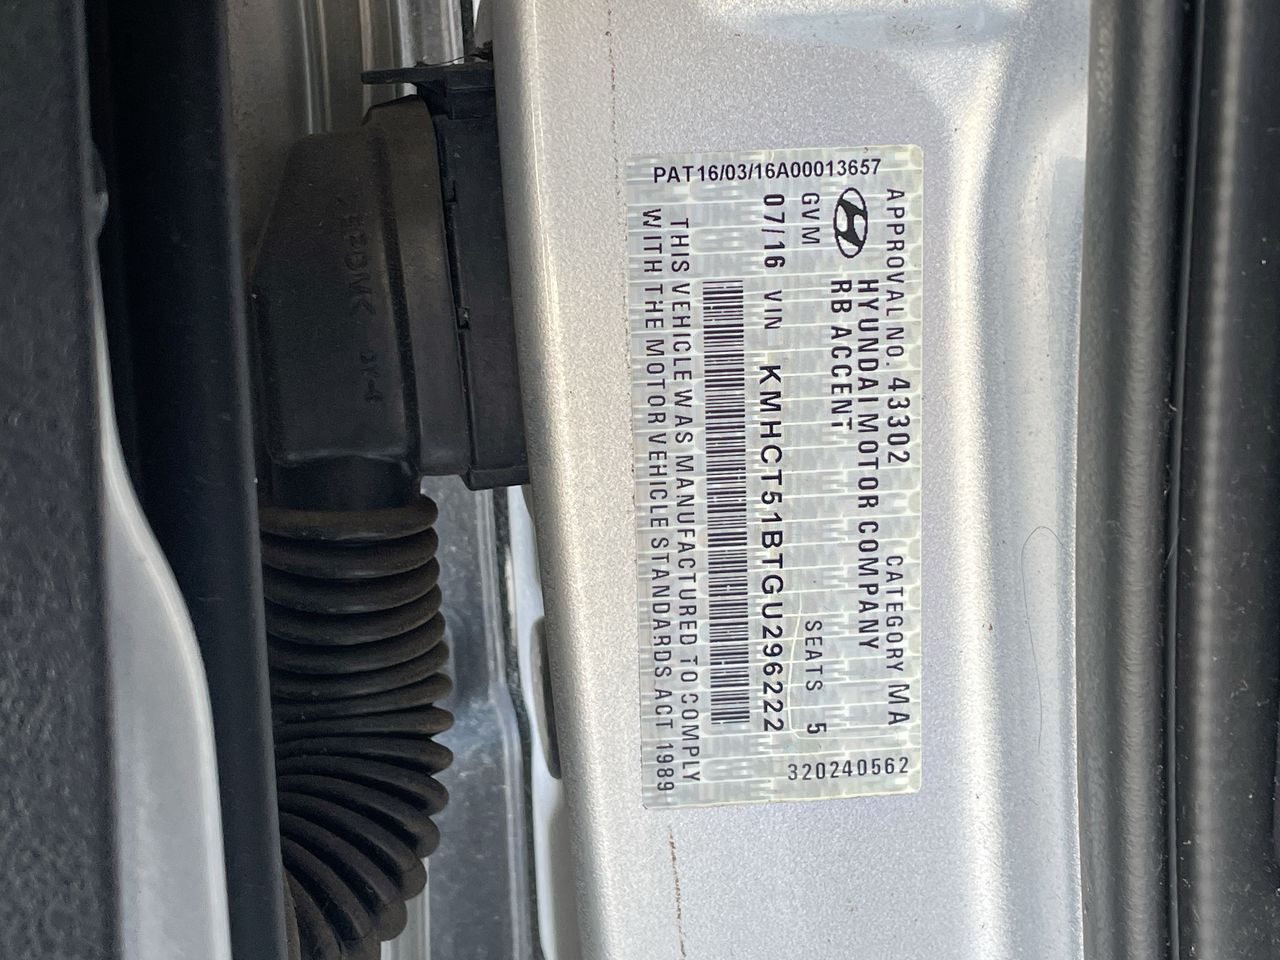 PAT16/03/16A00013657
APPROVAL NO. 43302 CATEGORY MA
HYUNDAI MOTOR COMPANY
RB ACCENT
GVM SEATS 5
07/16 VIN KMHCT51BTGU296222
THIS VEHICLE WAS MANUFACTURED TO COMPLY
WITH THE MOTOR VEHICLE STANDARDS ACT 1989
320240562